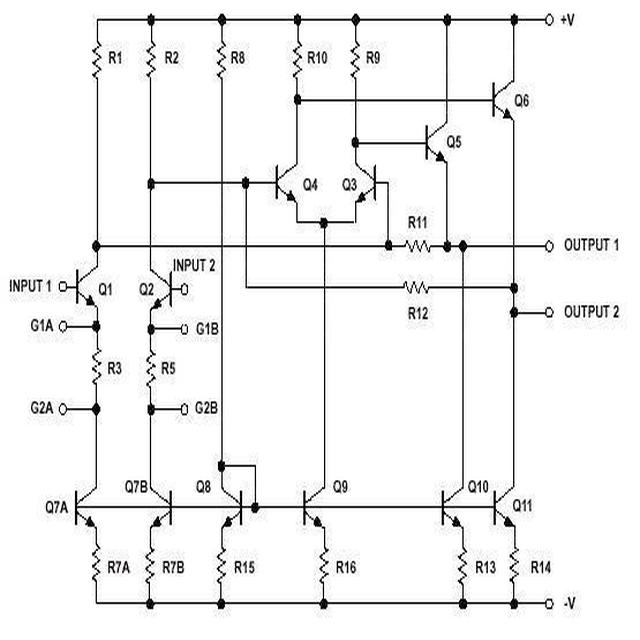 +V
R1 R2 R8 R10 R9
Q6
Q5
Q4 Q3
R11
OUTPUT 1
INPUT 2
INPUT 1 Q1 Q2
R12
OUTPUT 2
G1A G1B
R3 R5
G2A G2B
Q7B Q8 Q9 Q10
Q7A Q11
R7A R7B R15 R16 R13 R14
-V